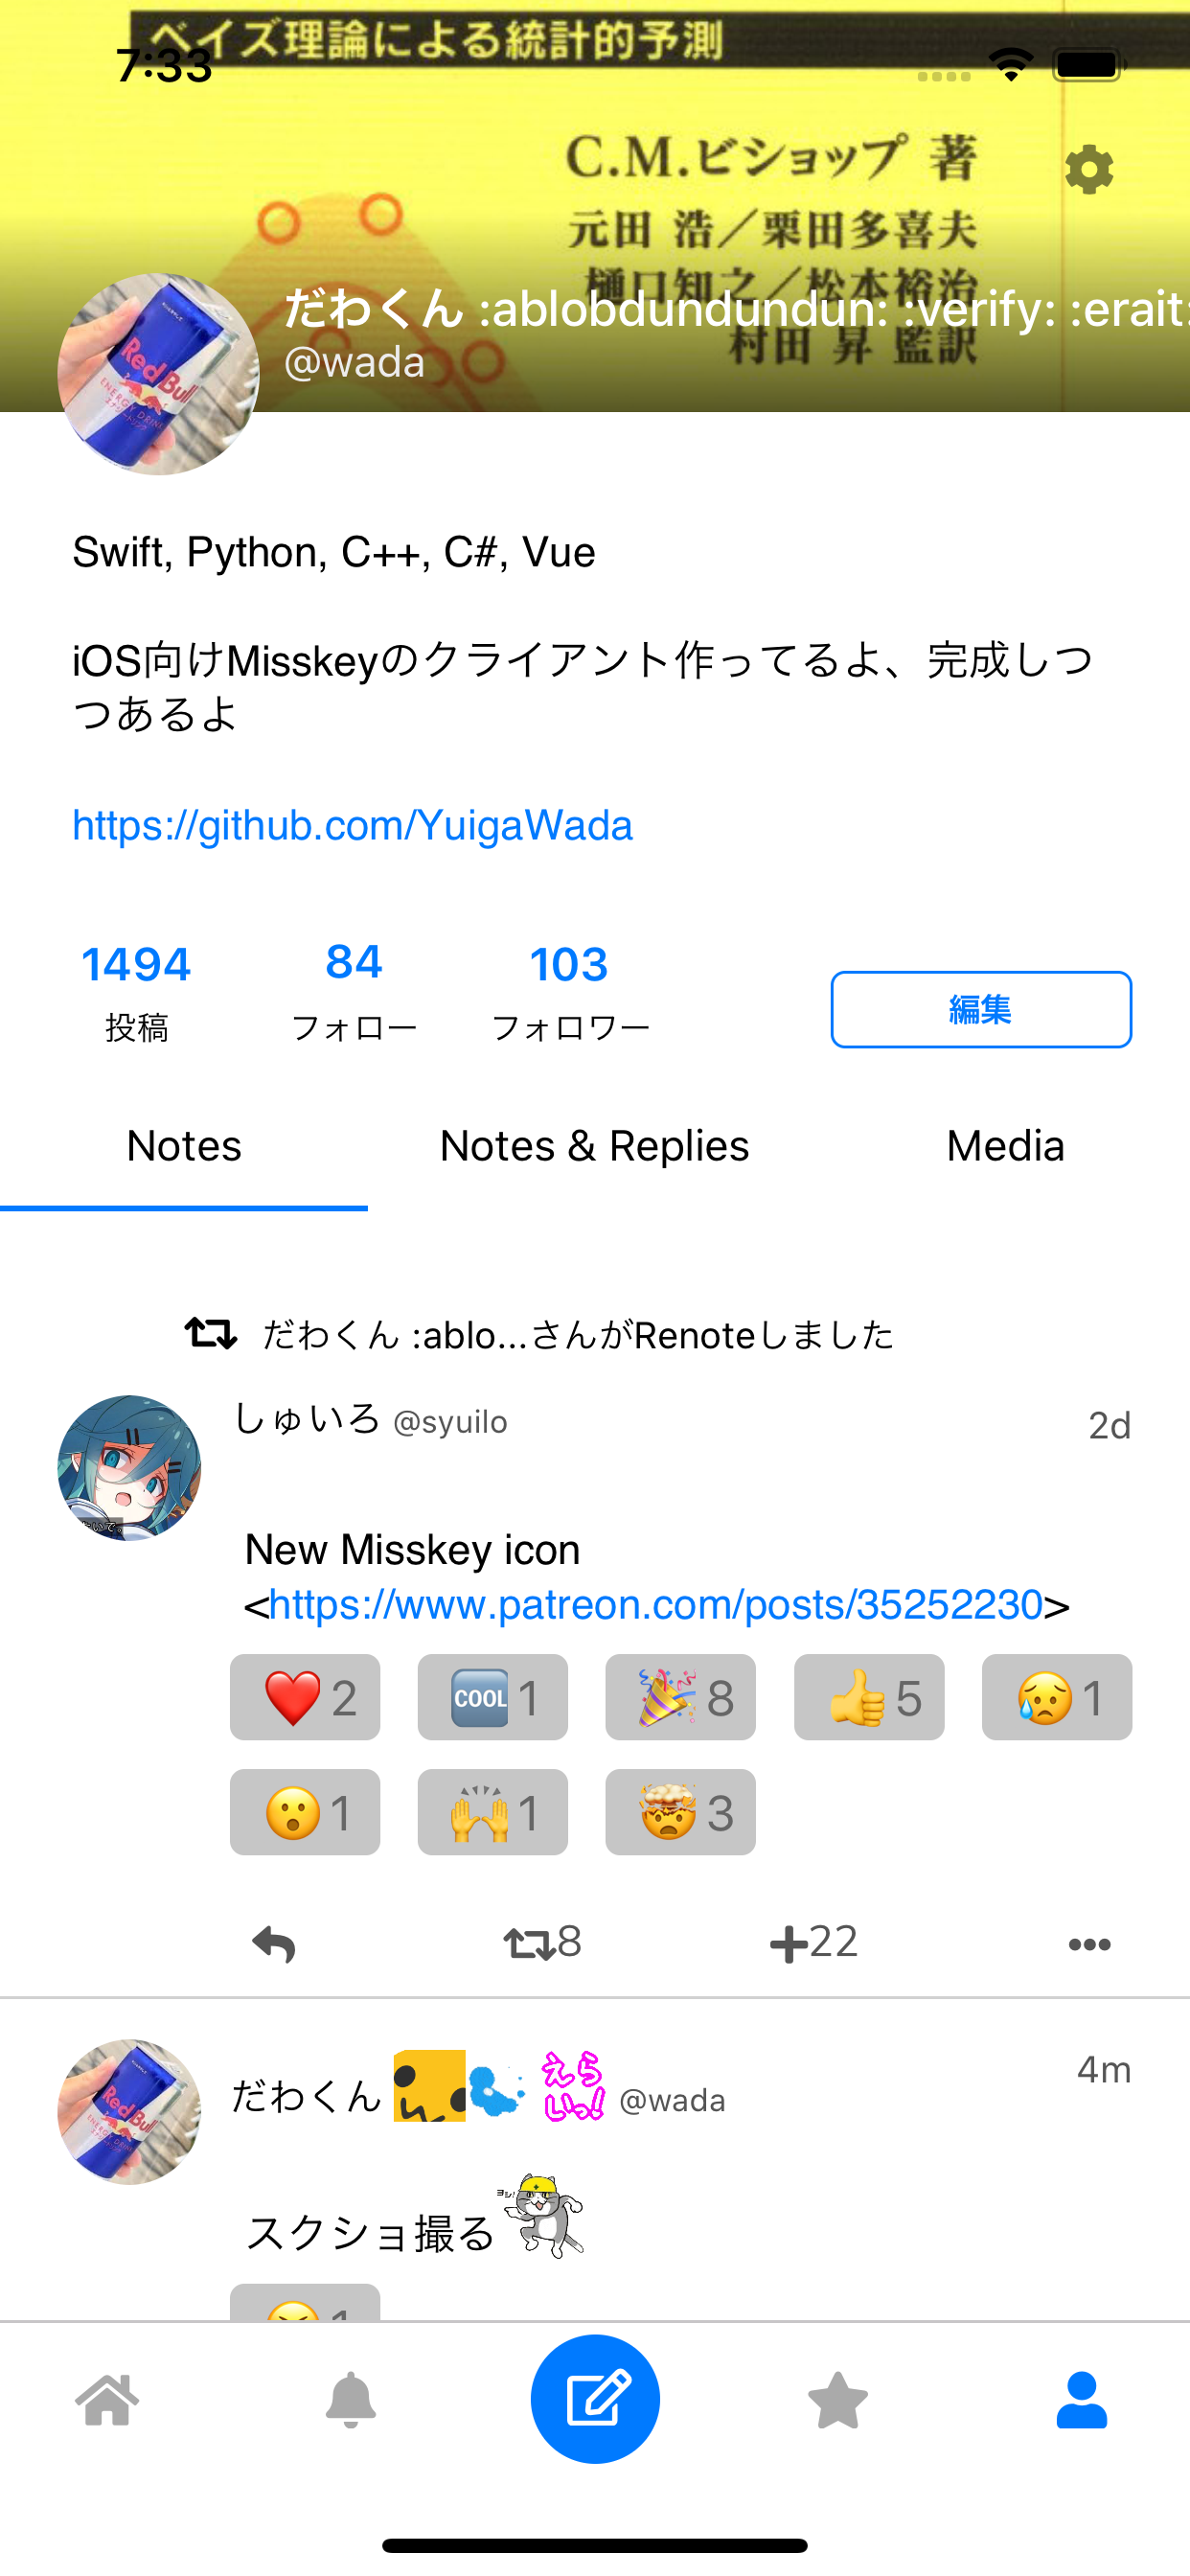 ベイズ理論による統計的予測
7:33
C.M.ビショップ 著
元田 浩／栗田多喜夫
樋口知之／松本裕治
村田 昇 監訳
だわくん :ablobdundundun: :verify: :erait:
@wada
Red Bull
ENERGY DRINK
Swift, Python, C++, C#, Vue
iOS向けMisskeyのクライアント作ってるよ、完成しつ
つあるよ
https://github.com/YuigaWada
1494
84
103
投稿
フォロー
フォロワー
編集
Notes
Notes & Replies
Media
だわくん :ablo...さんがRenoteしました
しゅいろ @syuilo
2d
New Misskey icon
<https://www.patreon.com/posts/35252230>
2
COOL 1
8
5
1
1
1
3
8
22
だわくん えらいっ! @wada
4m
Red Bull
スクショ撮る
ヨシ!
1